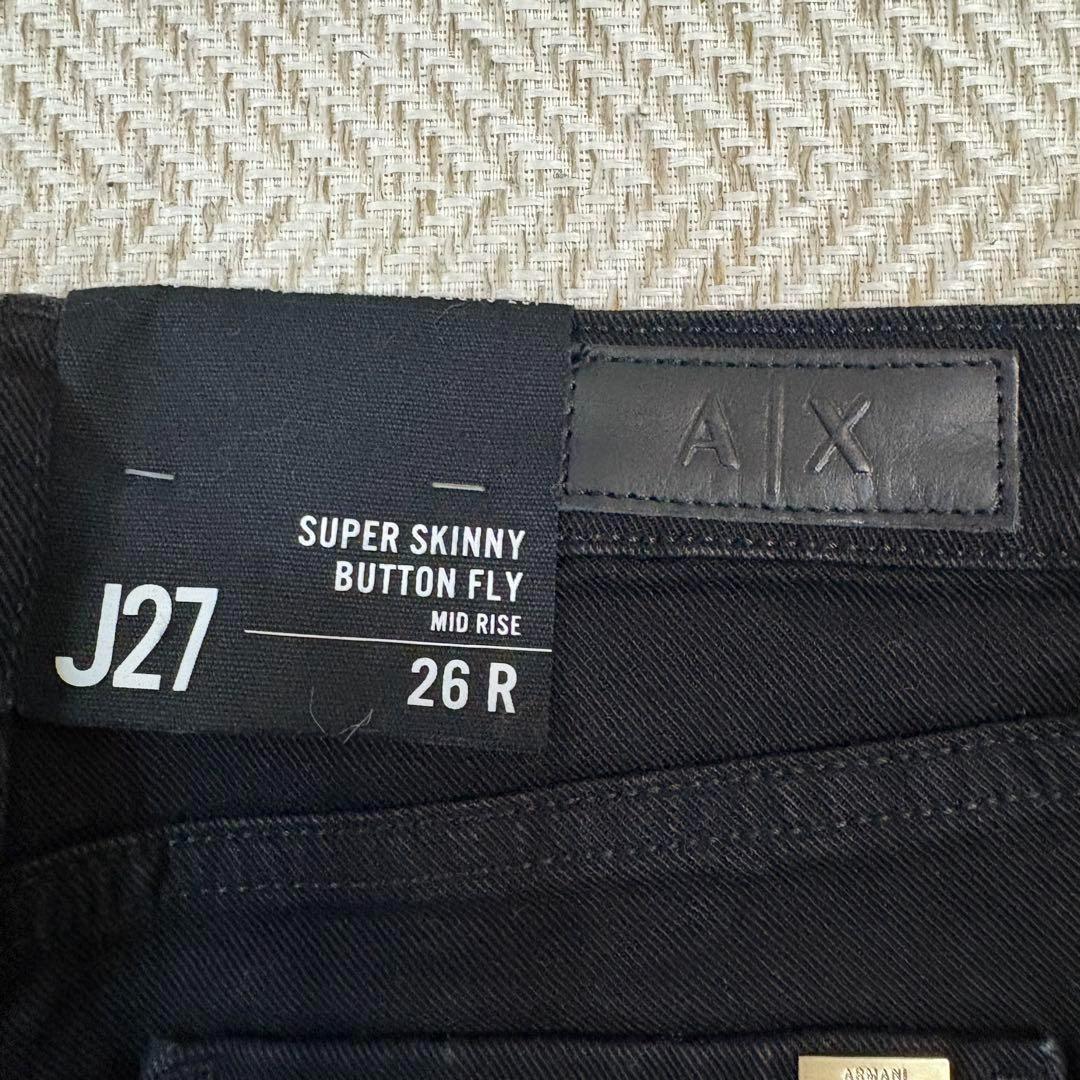 A|X
SUPER SKINNY
BUTTON FLY
MID RISE
J27
26 R
ARMANI